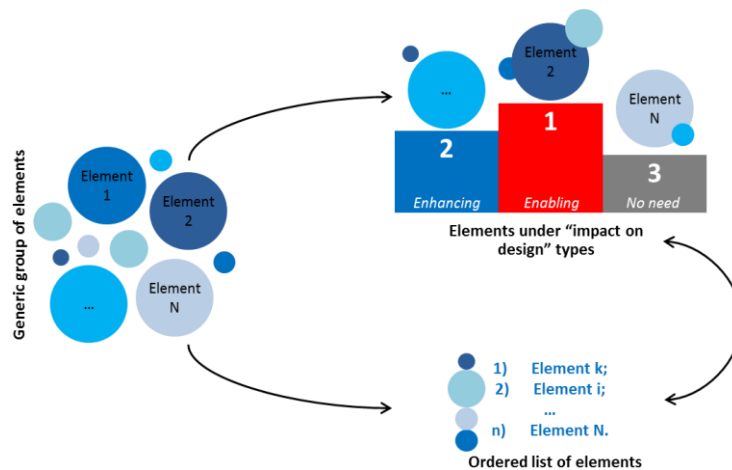 Generic group of elements
Element
1
Element
2
...
Element
N
...
Element
2
Element
N
2
Enhancing
1
Enabling
3
No need
Elements under “impact on
design” types
1) Element k;
2) Element i;
...
n) Element N.
Ordered list of elements